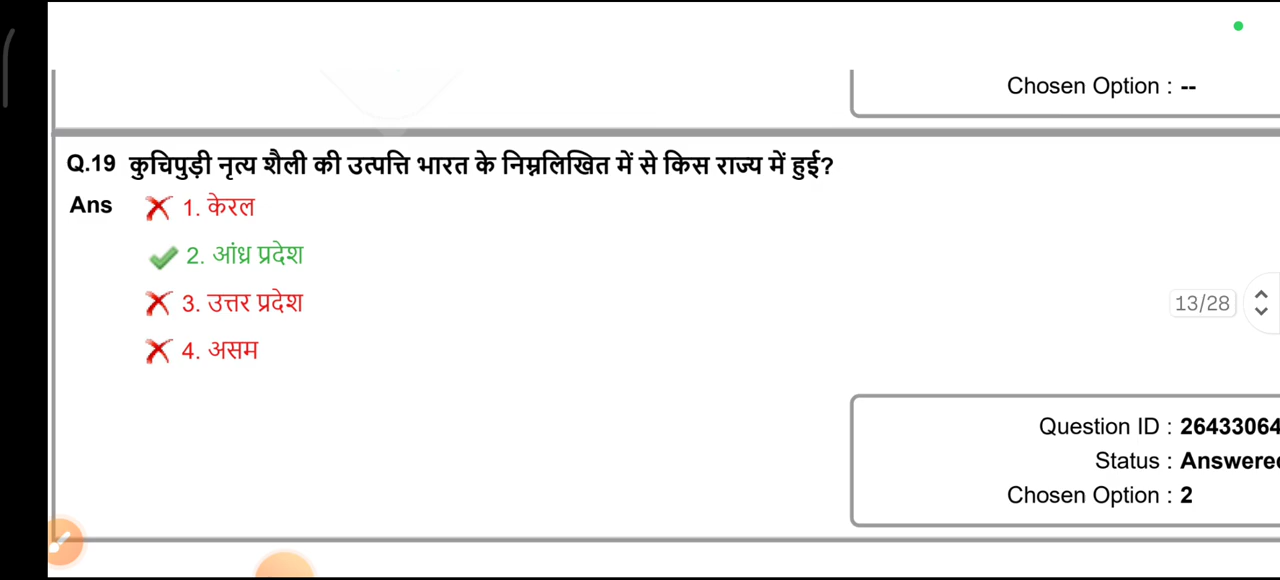 Chosen Option : --
Q.19 कुचिपुड़ी नृत्य शैली की उत्पत्ति भारत के निम्नलिखित में से किस राज्य में हुई?
Ans 1. केरल
2. आंध्र प्रदेश
3. उत्तर प्रदेश
13/28
4. असम
Question ID : 26433064
Status : Answered
Chosen Option : 2